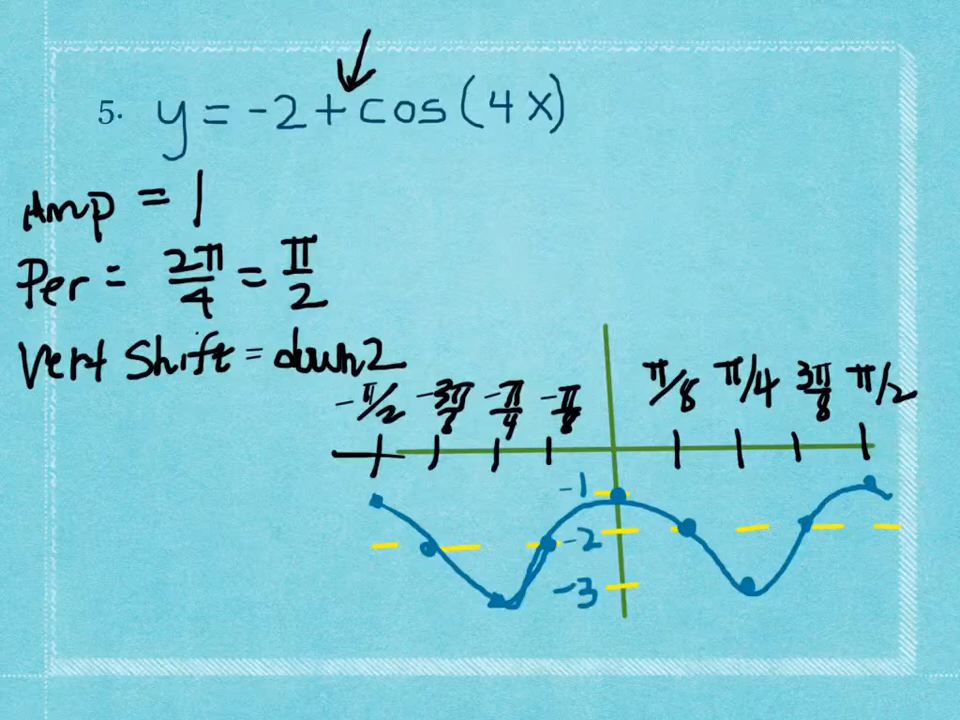 5. y = -2 + cos(4x)
Amp = 1
Per = 2π/4 = π/2
Vert Shift = down 2
-π/2 -3π/8 -π/4 -π/8 π/8 π/4 3π/8 π/2
-1
-2
-3